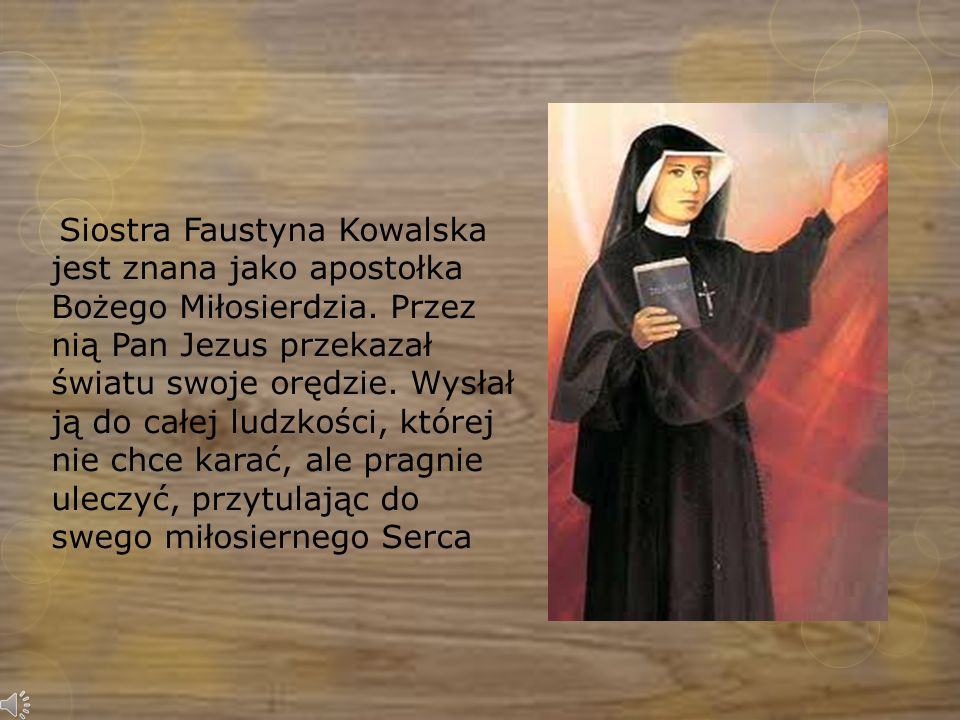 Siostra Faustyna Kowalska
jest znana jako apostołka
Bożego Miłosierdzia. Przez
nią Pan Jezus przekazał
światu swoje orędzie. Wysłał
ją do całej ludzkości, której
nie chce karać, ale pragnie
uleczyć, przytulając do
swego miłosiernego Serca